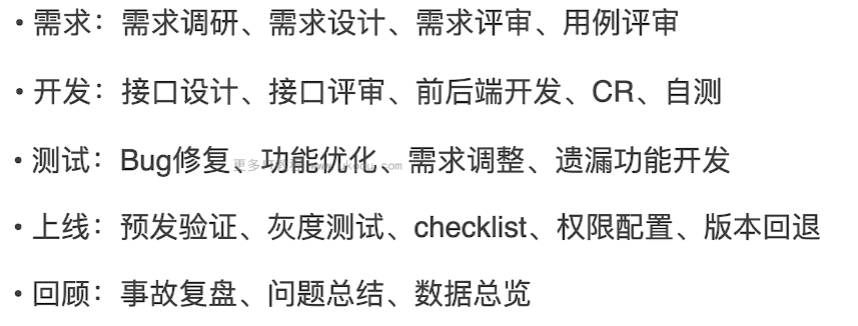 • 需求：需求调研、需求设计、需求评审、用例评审
• 开发：接口设计、接口评审、前后端开发、CR、自测
• 测试：Bug修复、功能优化、需求调整、遗漏功能开发
• 上线：预发验证、灰度测试、checklist、权限配置、版本回退
• 回顾：事故复盘、问题总结、数据总览